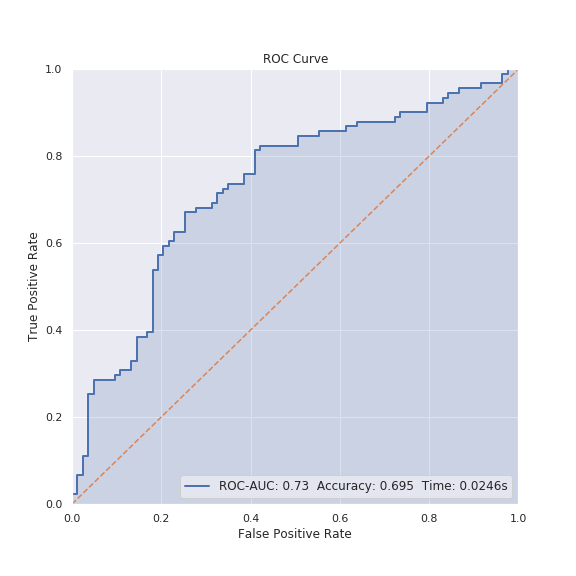 ROC Curve
1.0
0.8
0.6
0.4
0.2
0.0
True Positive Rate
ROC-AUC: 0.73  Accuracy: 0.695  Time: 0.0246s
0.0 0.2 0.4 0.6 0.8 1.0
False Positive Rate